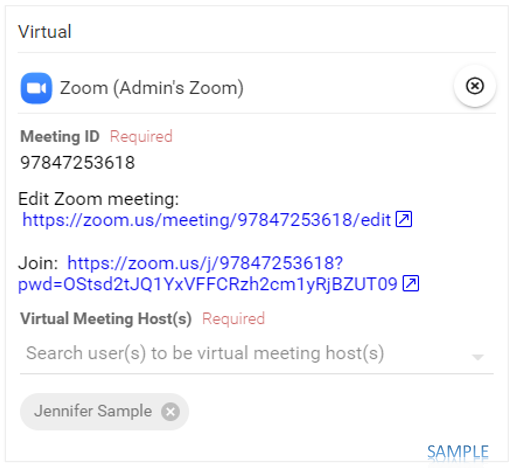 Virtual
Zoom (Admin's Zoom)
Meeting ID Required
97847253618
Edit Zoom meeting:
https://zoom.us/meeting/97847253618/edit
Join: https://zoom.us/j/97847253618?
pwd=OStsd2tJQ1YxVFFCRzh2cm1yRjBZUT09
Virtual Meeting Host(s) Required
Search user(s) to be virtual meeting host(s)
Jennifer Sample
SAMPLE